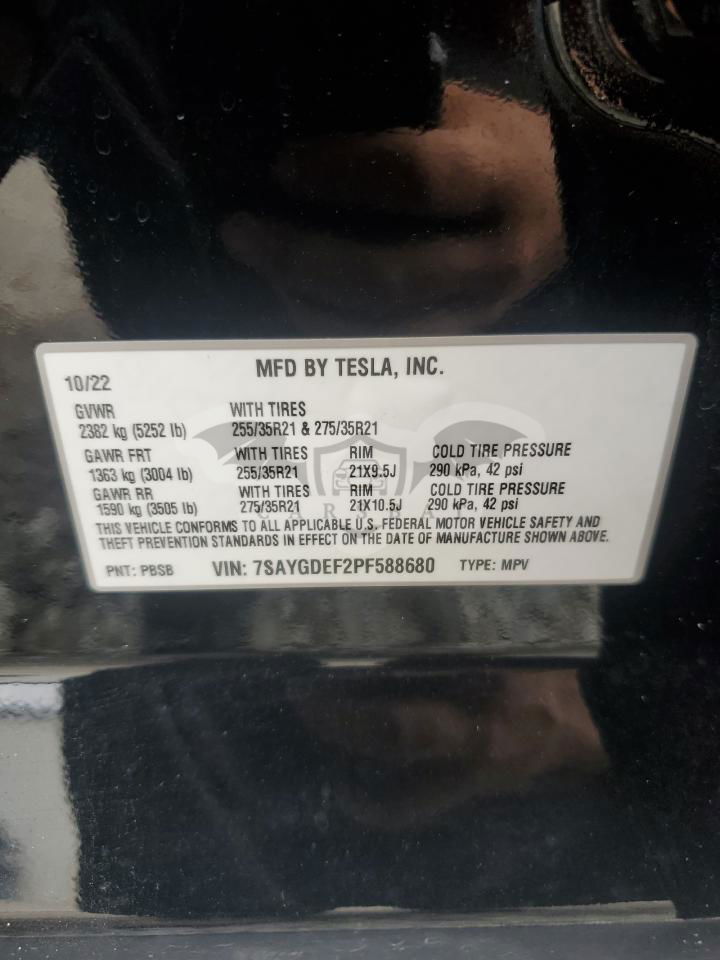 MFD BY TESLA, INC.
10/22
GVWR WITH TIRES
2382 kg (5252 lb) 255/35R21 & 275/35R21
GAWR FRT WITH TIRES RIM COLD TIRE PRESSURE
1363 kg (3004 lb) 255/35R21 21X9.5J 290 kPa, 42 psi
GAWR RR WITH TIRES RIM COLD TIRE PRESSURE
1590 kg (3505 lb) 275/35R21 21X10.5J 290 kPa, 42 psi
THIS VEHICLE CONFORMS TO ALL APPLICABLE U.S. FEDERAL MOTOR VEHICLE SAFETY AND
THEFT PREVENTION STANDARDS IN EFFECT ON THE DATE OF MANUFACTURE SHOWN ABOVE.
PNT: PBSB VIN: 7SAYGDEF2PF588680 TYPE: MPV